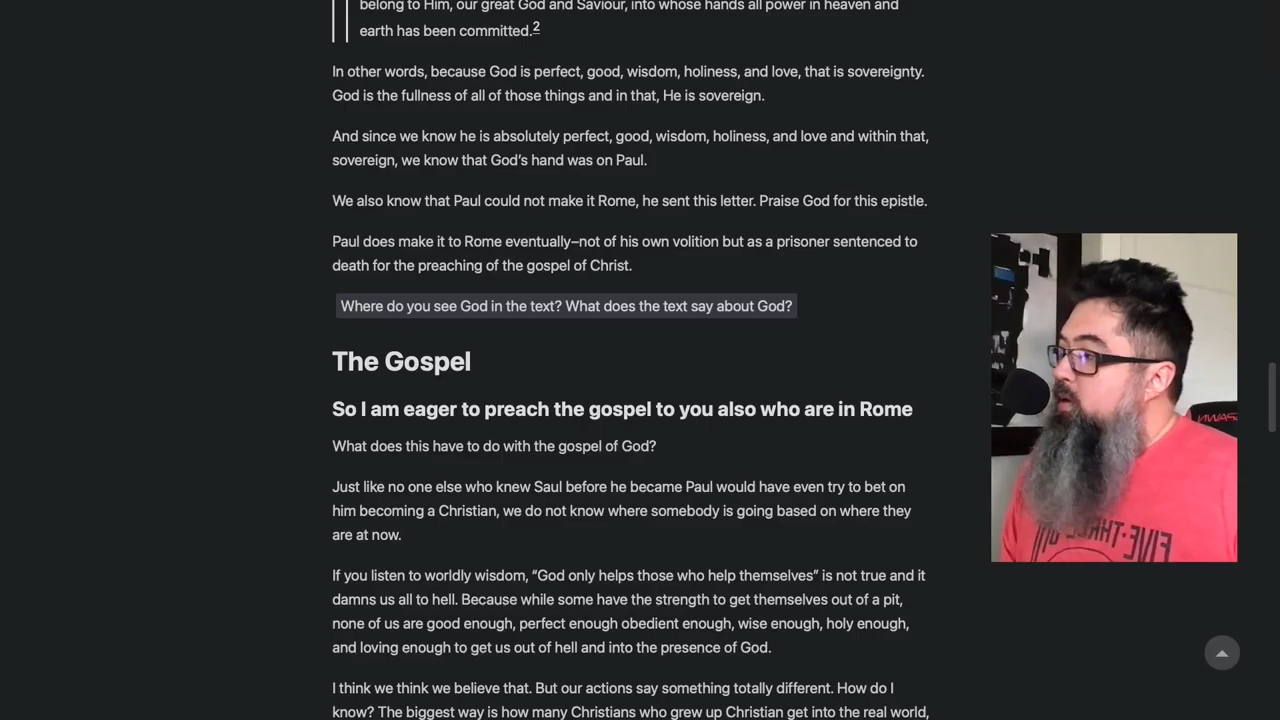 belong to Him, our great God and Saviour, into whose hands all power in heaven and
earth has been committed.2
In other words, because God is perfect, good, wisdom, holiness, and love, that is sovereignty.
God is the fullness of all of those things and in that, He is sovereign.
And since we know he is absolutely perfect, good, wisdom, holiness, and love and within that,
sovereign, we know that God’s hand was on Paul.
We also know that Paul could not make it Rome, he sent this letter. Praise God for this epistle.
Paul does make it to Rome eventually–not of his own volition but as a prisoner sentenced to
death for the preaching of the gospel of Christ.
Where do you see God in the text? What does the text say about God?
The Gospel
So I am eager to preach the gospel to you also who are in Rome
What does this have to do with the gospel of God?
Just like no one else who knew Saul before he became Paul would have even try to bet on
him becoming a Christian, we do not know where somebody is going based on where they
are at now.
If you listen to worldly wisdom, “God only helps those who help themselves” is not true and it
damns us all to hell. Because while some have the strength to get themselves out of a pit,
none of us are good enough, perfect enough obedient enough, wise enough, holy enough,
and loving enough to get us out of hell and into the presence of God.
I think we think we believe that. But our actions say something totally different. How do I
know? The biggest way is how many Christians who grew up Christian get into the real world,
FIVE·THREE